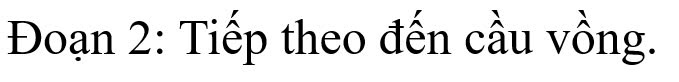 Đoạn 2: Tiếp theo đến cầu vồng.